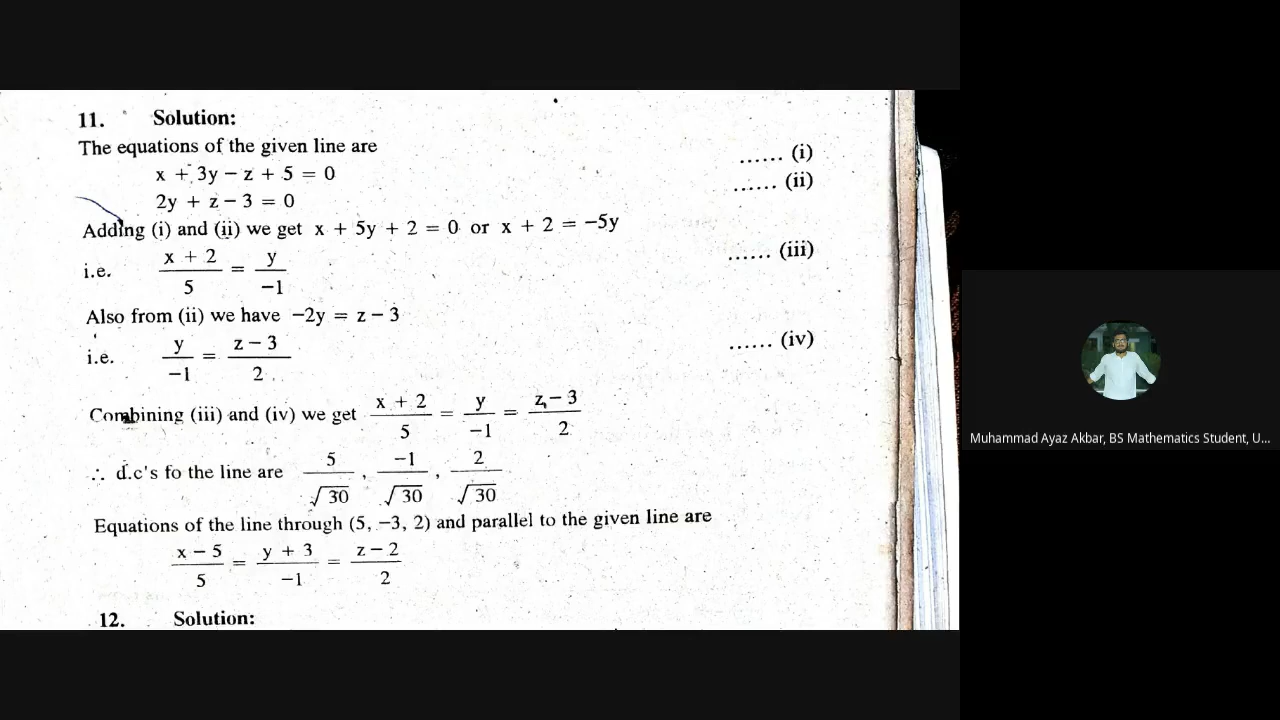 11. Solution:
The equations of the given line are
x + 3y − z + 5 = 0 ...... (i)
2y + z − 3 = 0 ...... (ii)
Adding (i) and (ii) we get x + 5y + 2 = 0 or x + 2 = −5y
i.e. (x + 2)/5 = y/−1 ...... (iii)
Also from (ii) we have −2y = z − 3
i.e. y/−1 = (z − 3)/2 ...... (iv)
Combining (iii) and (iv) we get (x + 2)/5 = y/−1 = (z − 3)/2
∴ d.c's fo the line are 5/√30 , −1/√30 , 2/√30
Equations of the line through (5, −3, 2) and parallel to the given line are
(x − 5)/5 = (y + 3)/−1 = (z − 2)/2
12. Solution:
Muhammad Ayaz Akbar, BS Mathematics Student, U...